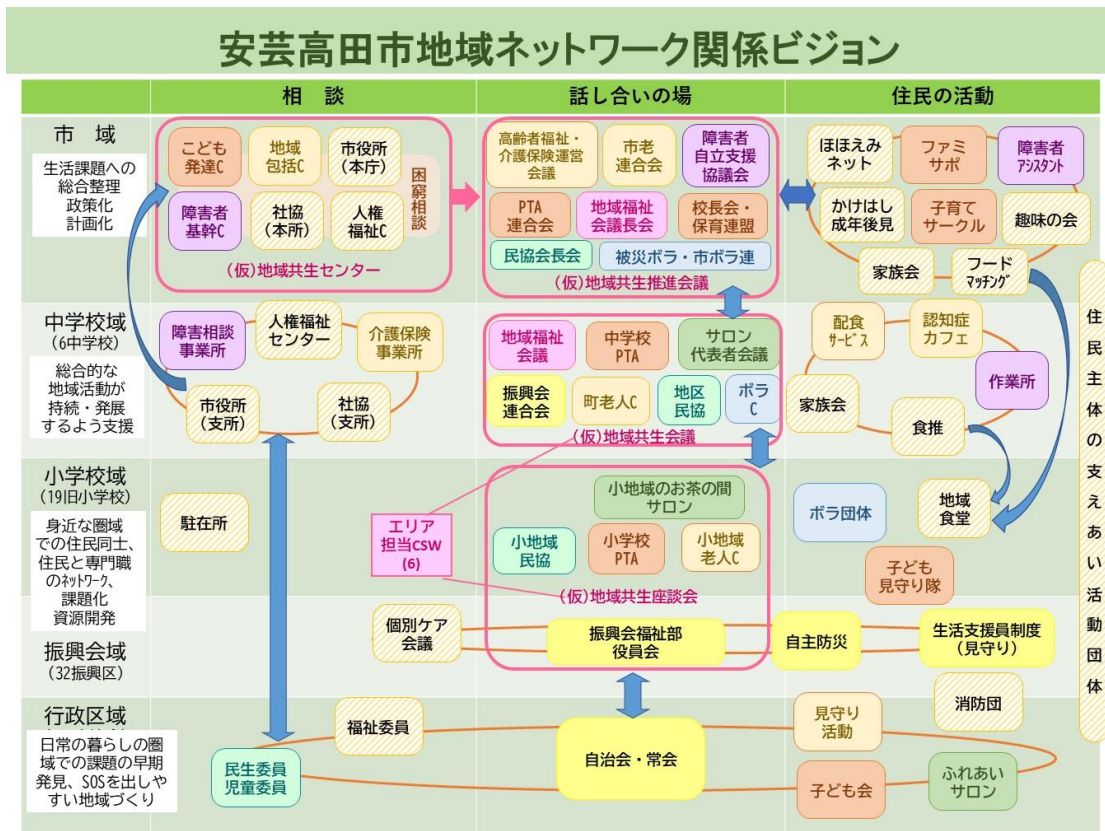 安芸高田市地域ネットワーク関係ビジョン
相　談
話し合いの場
住民の活動
市　域
生活課題への
総合整理
政策化
計画化
こども
発達C
地域
包括C
市役所
(本庁)
障害者
基幹C
社協
(本所)
人権
福祉C
困窮相談
(仮)地域共生センター
高齢者福祉・
介護保険運営
会議
市老
連合会
障害者
自立支援
協議会
PTA
連合会
地域福祉
会議長会
校長会・
保育連盟
民協会長会
被災ボラ・市ボラ連
(仮)地域共生推進会議
ほほえみ
ネット
ファミ
サポ
障害者
アシスタント
かけはし
成年後見
子育て
サークル
趣味の会
家族会
フード
マッチング
住民主体の支えあい活動団体
中学校域
(6中学校)
総合的な
地域活動が
持続・発展
するよう支援
障害相談
事業所
人権福祉
センター
介護保険
事業所
市役所
(支所)
社協
(支所)
地域福祉
会議
中学校
PTA
サロン
代表者会議
振興会
連合会
町老人C
地区
民協
ボラ
C
(仮)地域共生会議
配食
サービス
認知症
カフェ
作業所
家族会
食推
小学校域
(19旧小学校)
身近な圏域
での住民同士、
住民と専門職
のネットワーク、
課題化
資源開発
駐在所
エリア
担当CSW
(6)
小地域のお茶の間
サロン
小地域
民協
小学校
PTA
小地域
老人C
(仮)地域共生座談会
ボラ団体
地域
食堂
子ども
見守り隊
振興会域
(32振興区)
個別ケア
会議
振興会福祉部
役員会
自主防災
生活支援員制度
(見守り)
行政区域
日常の暮らしの圏
域での課題の早期
発見、SOSを出しや
すい地域づくり
民生委員
児童委員
福祉委員
自治会・常会
見守り
活動
消防団
子ども会
ふれあい
サロン